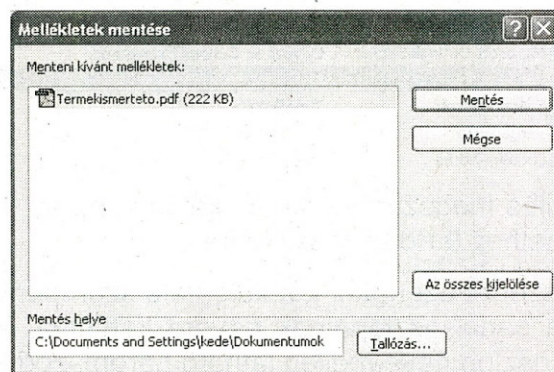 Mellékletek mentése
Menteni kívánt mellékletek:
Termekismerteto.pdf (222 KB)
Mentés
Mégse
Az összes kijelölése
Mentés helye
C:\Documents and Settings\kede\Dokumentumok
Tallózás...